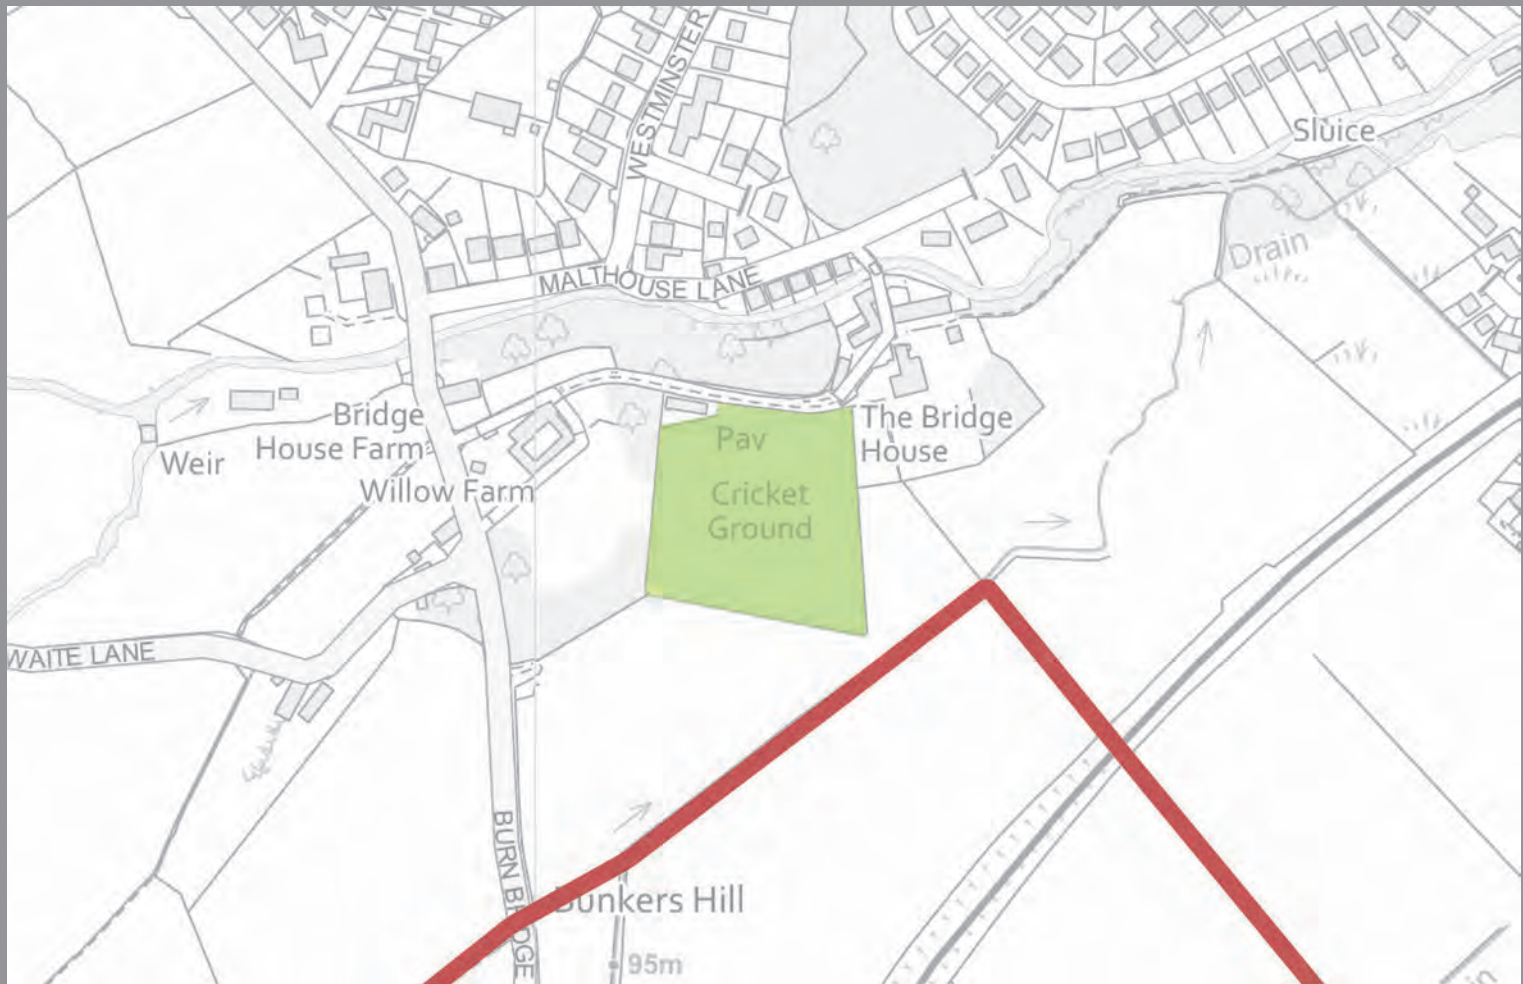 WESTMINSTER
Sluice
Drain
MALTHOUSE LANE
Bridge
House Farm
Weir
Willow Farm
The Bridge
House
Pav
Cricket
Ground
WAITE LANE
BURN BRIDGE
Bunkers Hill
95m